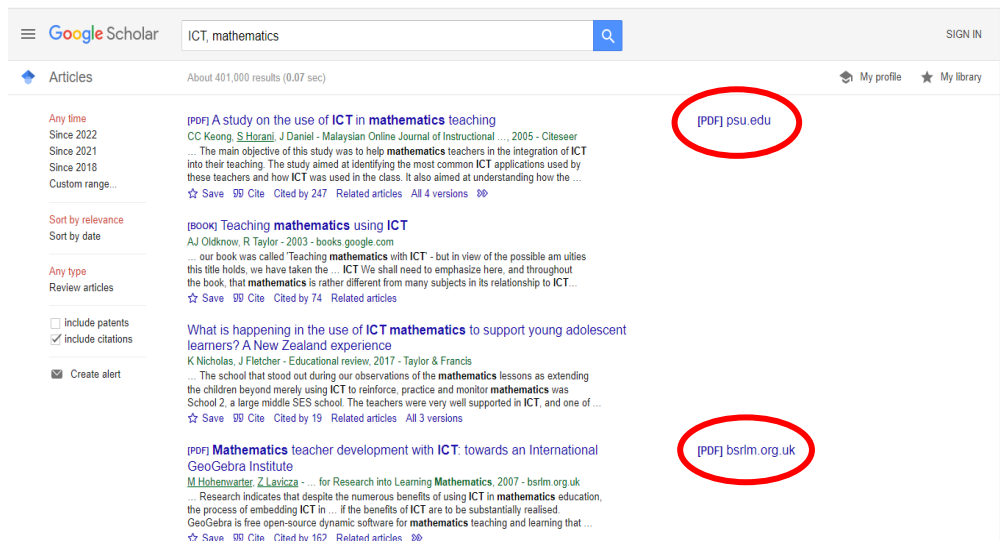 Google Scholar
ICT, mathematics
SIGN IN
Articles
About 401,000 results (0.07 sec)
My profile
My library
Any time
Since 2022
Since 2021
Since 2018
Custom range...
Sort by relevance
Sort by date
Any type
Review articles
include patents
include citations
Create alert
[PDF] A study on the use of ICT in mathematics teaching
CC Keong, S Horani, J Daniel - Malaysian Online Journal of Instructional …, 2005 - Citeseer
… The main objective of this study was to help mathematics teachers in the integration of ICT
into their teaching. The study aimed at identifying the most common ICT applications used by
these teachers and how ICT was used in the class. It also aimed at understanding how the …
Save Cite Cited by 247 Related articles All 4 versions
[PDF] psu.edu
[BOOK] Teaching mathematics using ICT
AJ Oldknow, R Taylor - 2003 - books.google.com
… our book was called 'Teaching mathematics with ICT' - but in view of the possible am uities
this title holds, we have taken the … ICT We shall need to emphasize here, and throughout
the book, that mathematics is rather different from many subjects in its relationship to ICT…
Save Cite Cited by 74 Related articles
What is happening in the use of ICT mathematics to support young adolescent
learners? A New Zealand experience
K Nicholas, J Fletcher - Educational review, 2017 - Taylor & Francis
… The school that stood out during our observations of the mathematics lessons as extending
the children beyond merely using ICT to reinforce, practice and monitor mathematics was
School 2, a large middle SES school. The teachers were very well supported in ICT, and one of …
Save Cite Cited by 19 Related articles All 3 versions
[PDF] Mathematics teacher development with ICT: towards an International
GeoGebra Institute
M Hohenwarter, Z Lavicza - … for Research into Learning Mathematics, 2007 - bsrlm.org.uk
… Research indicates that despite the numerous benefits of using ICT in mathematics education,
the process of embedding ICT in … if the benefits of ICT are to be substantially realised.
GeoGebra is free open-source dynamic software for mathematics teaching and learning that …
Save Cite Cited by 162 Related articles
[PDF] bsrlm.org.uk